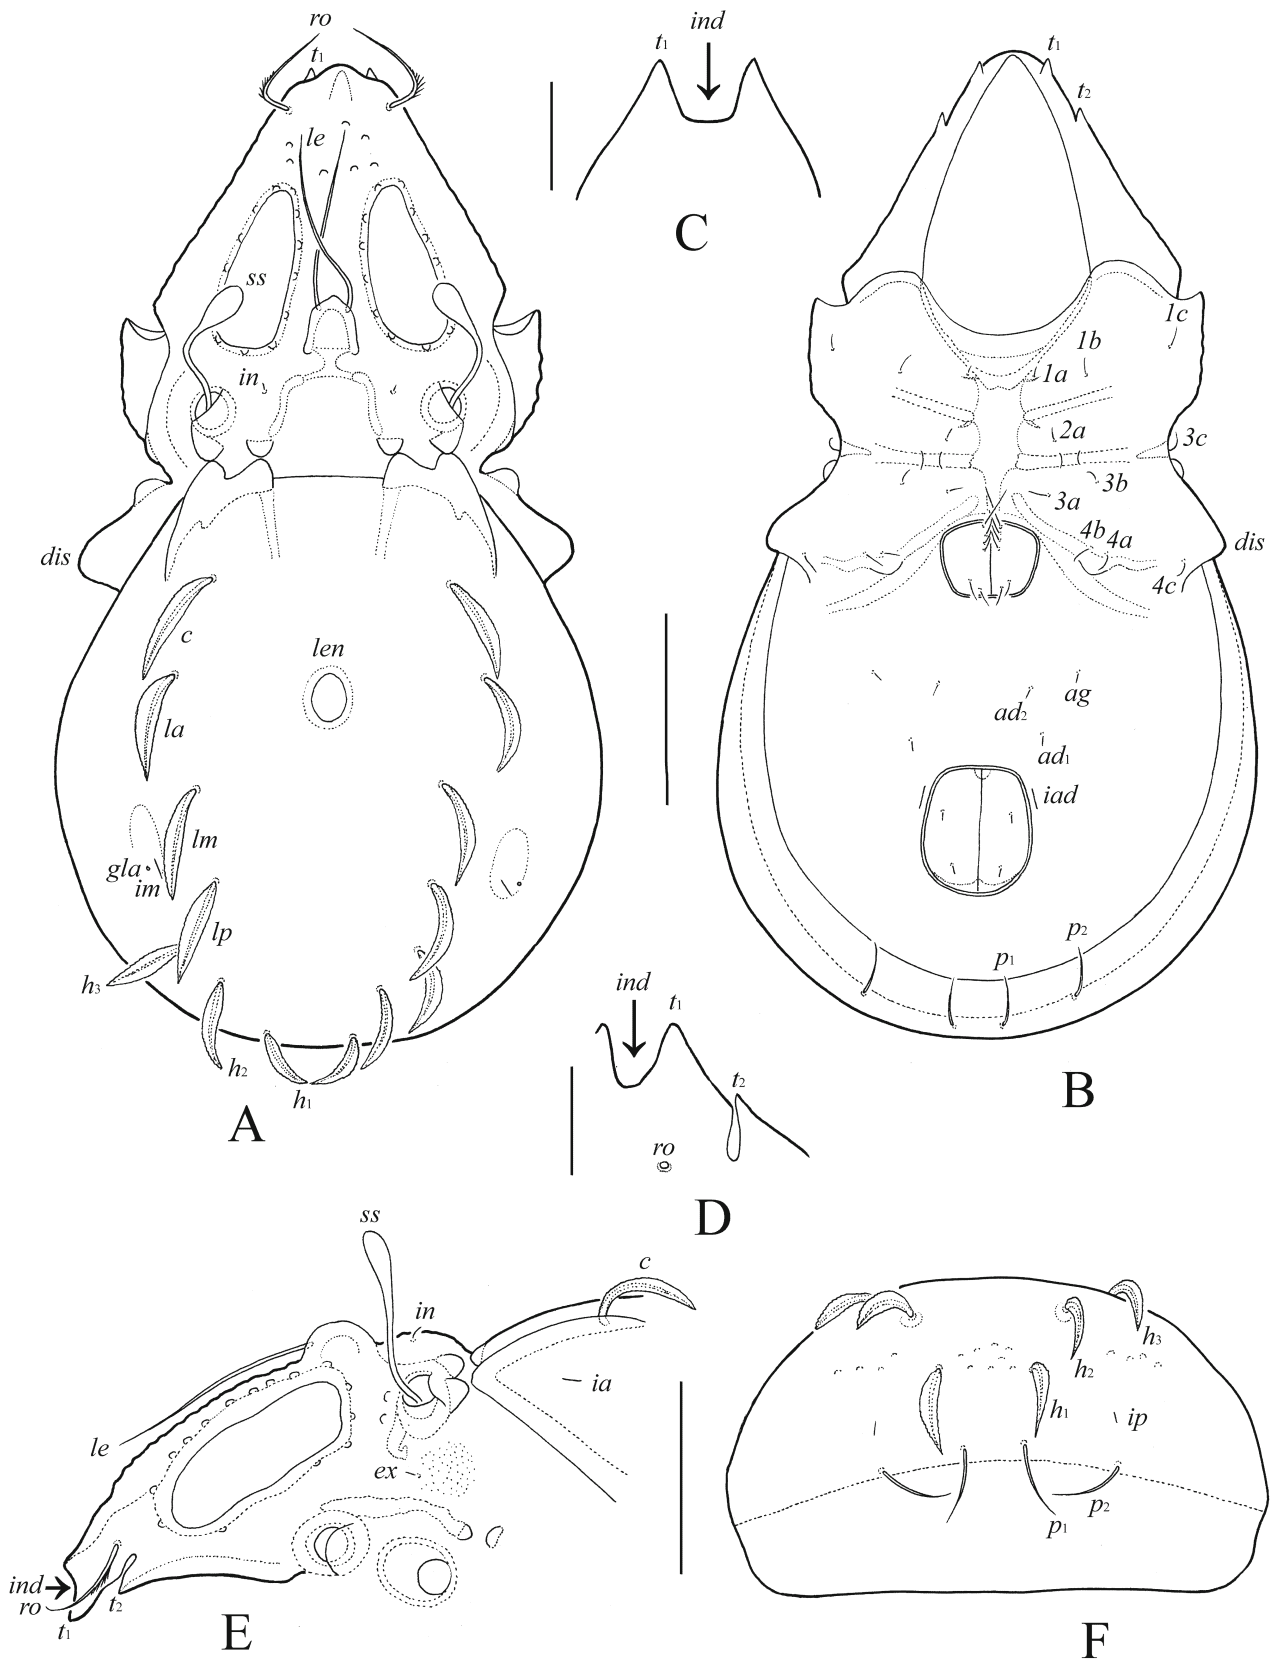 ro
t1
le
ss
in
dis
c
len
la
lm
gla
im
lp
h3
h2
h1
A
t1
ind
C
t1
t2
1c
1b
1a
2a
3c
3b
3a
4b 4a
dis
4c
ag
ad2
ad1
iad
p2
p1
B
ind
t1
t2
ro
D
ss
c
in
ia
le
ex
ind
ro
t2
t1
E
h3
h2
h1
ip
p2
p1
F